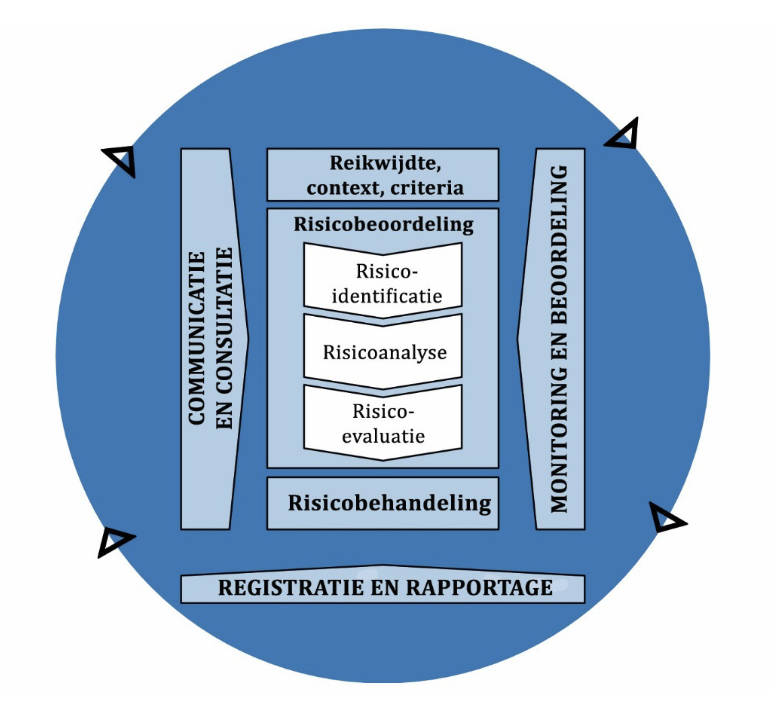 Reikwijdte,
context, criteria
Risicobeoordeling
Risico-
identificatie
Risicoanalyse
Risico-
evaluatie
Risicobehandeling
COMMUNICATIE
EN CONSULTATIE
MONITORING EN BEOORDELING
REGISTRATIE EN RAPPORTAGE